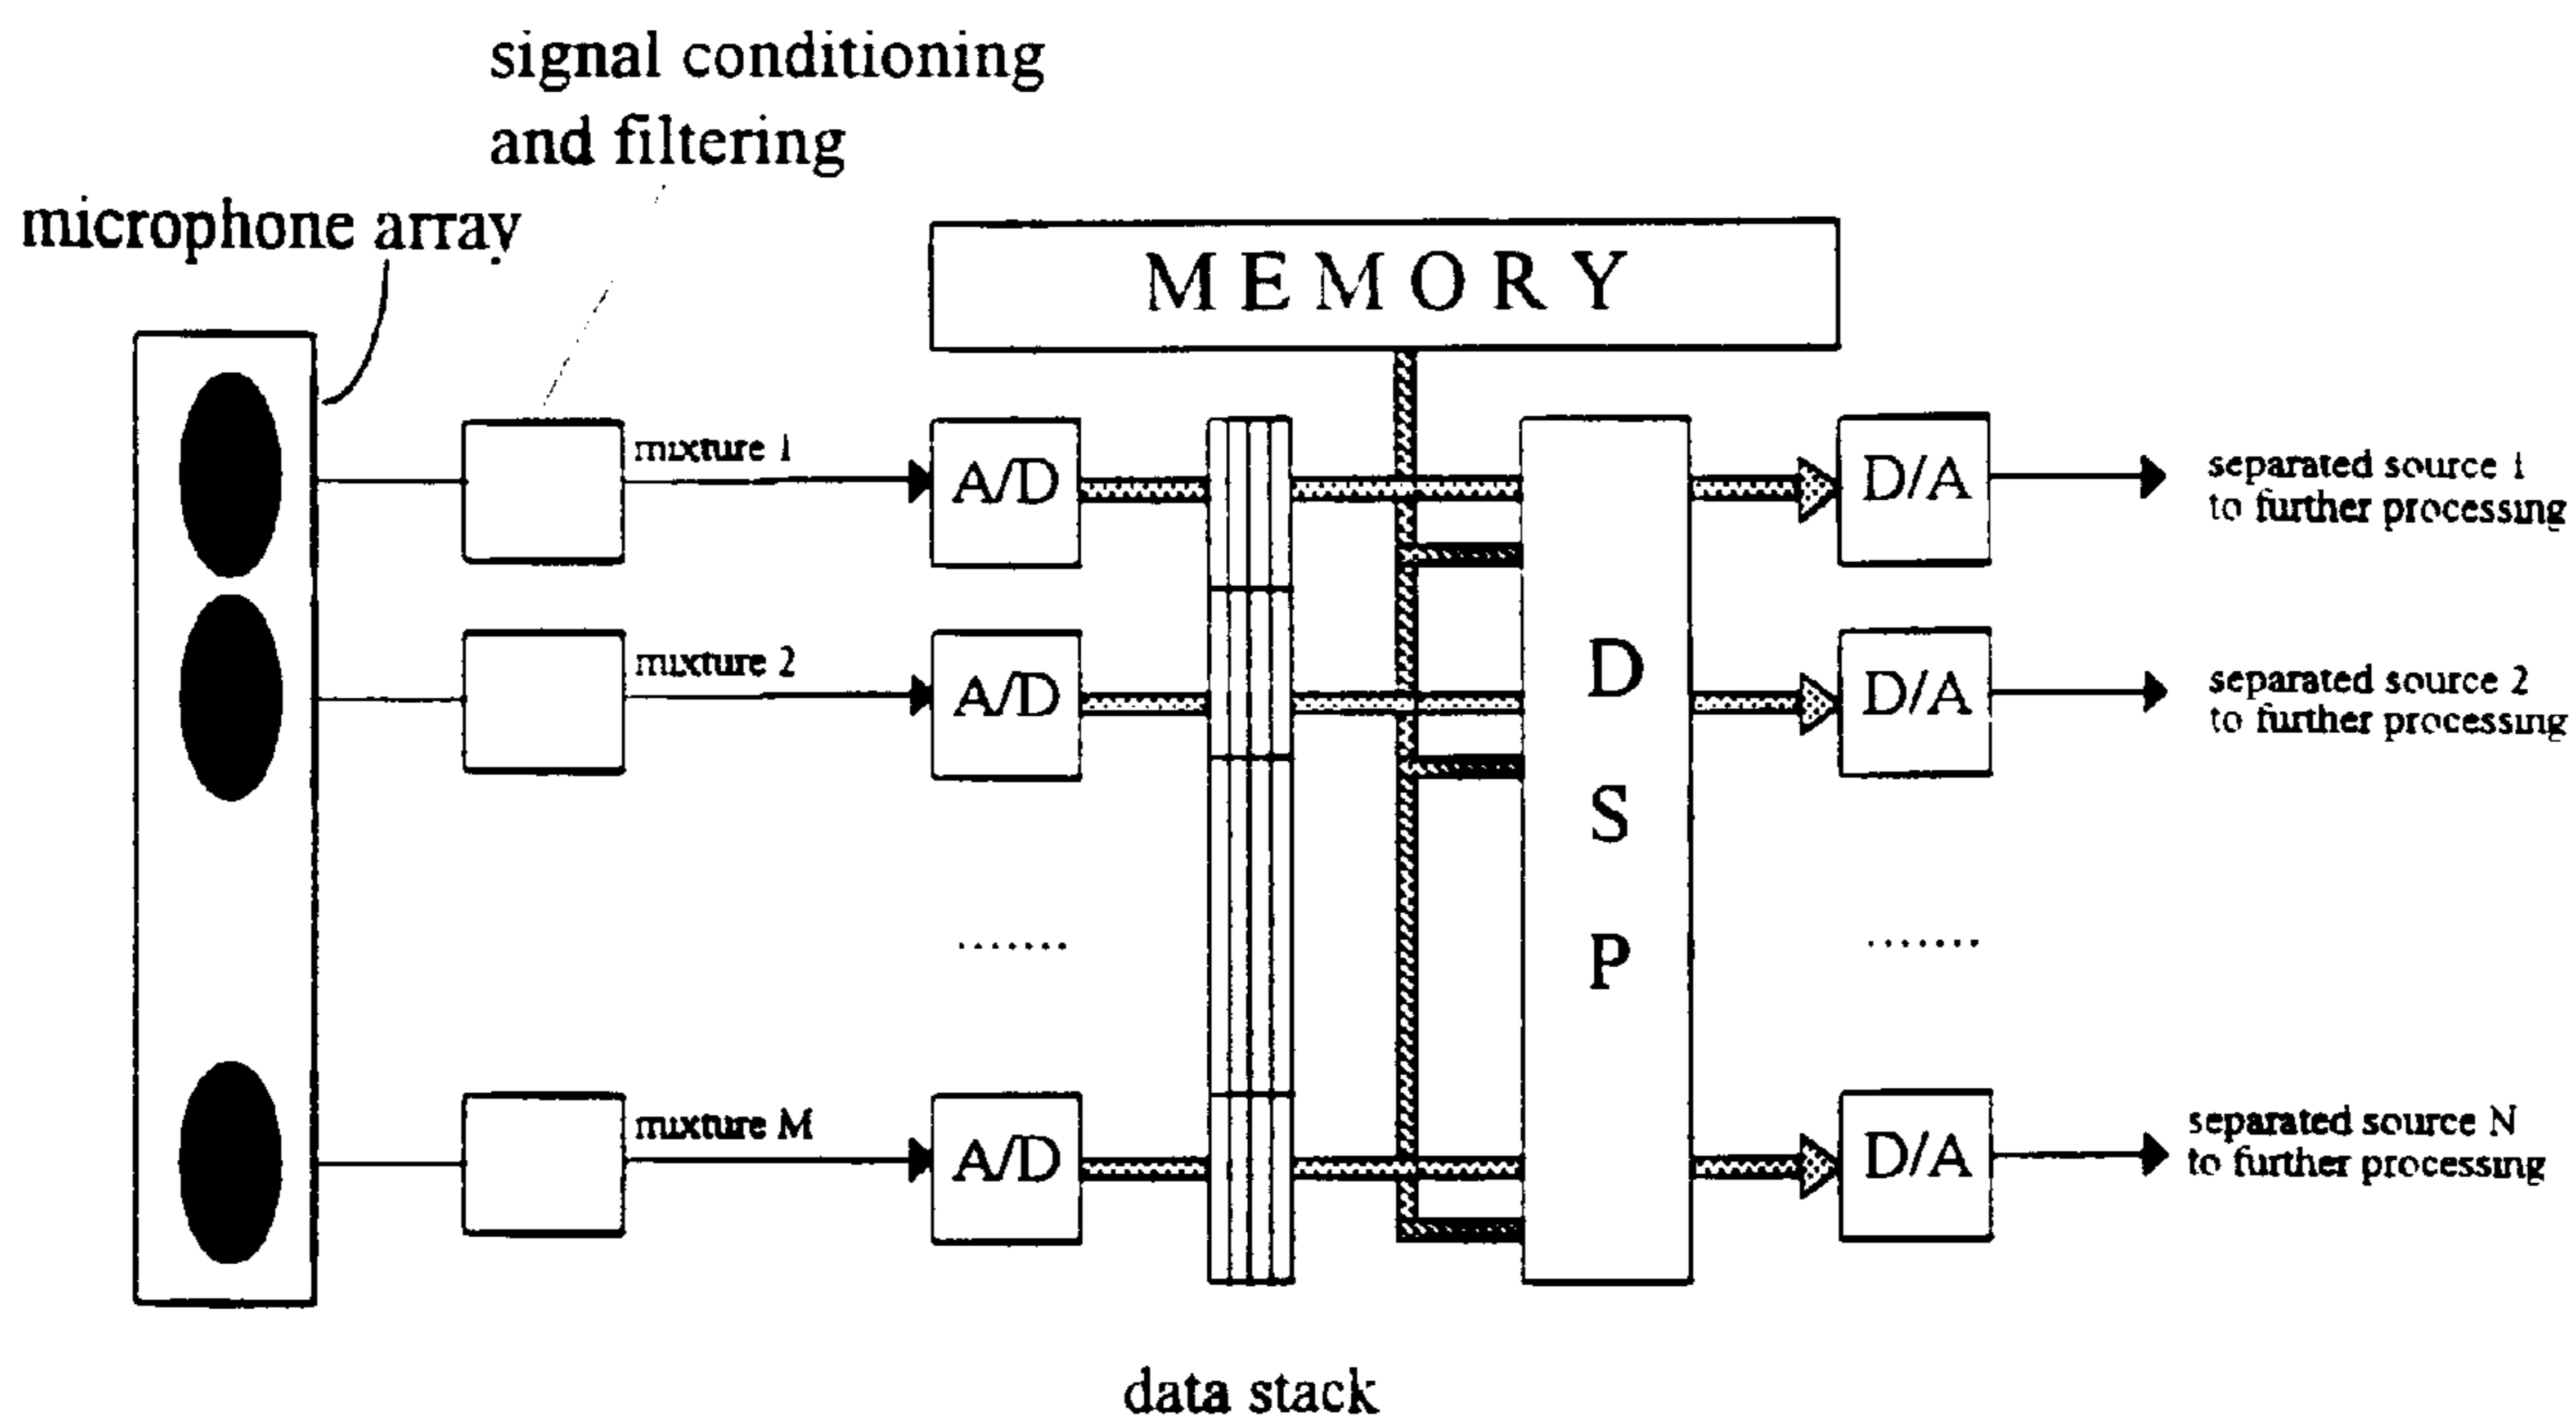 signal conditioning
and filtering
microphone array
MEMORY
mixture 1
A/D
D/A
separated source 1
to further processing
mixture 2
A/D
D/A
separated source 2
to further processing
D
S
P
.......
.......
mixture M
A/D
D/A
separated source N
to further processing
data stack